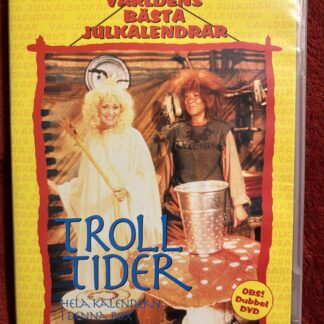 VÄRLDENS
BÄSTA
JULKALENDRAR
TROLL
TIDER
HELA KALENDERN
I DENNA BOX
OBS!
Dubbel
DVD